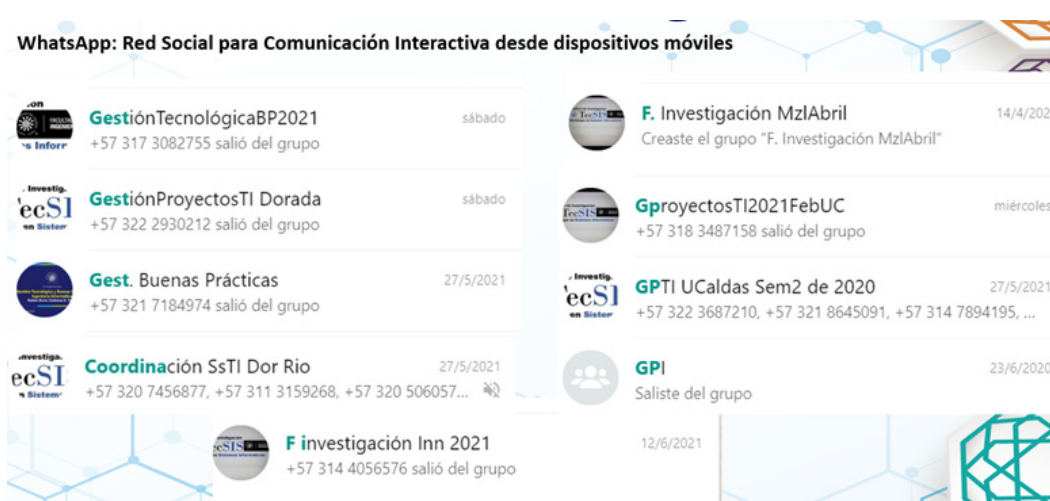 WhatsApp: Red Social para Comunicación Interactiva desde dispositivos móviles
GestiónTecnológicaBP2021 sábado
+57 317 3082755 salió del grupo
GestiónProyectosTI Dorada sábado
+57 322 2930212 salió del grupo
Gest. Buenas Prácticas 27/5/2021
+57 321 7184974 salió del grupo
Coordinación SsTI Dor Rio 27/5/2021
+57 320 7456877, +57 311 3159268, +57 320 506057...
F. Investigación MzlAbril 14/4/202
Creaste el grupo "F. Investigación MzlAbril"
GproyectosTI2021FebUC miércoles
+57 318 3487158 salió del grupo
GPTI UCaldas Sem2 de 2020 27/5/2021
+57 322 3687210, +57 321 8645091, +57 314 7894195, ...
GPI 23/6/2020
Saliste del grupo
F investigación Inn 2021 12/6/2021
+57 314 4056576 salió del grupo